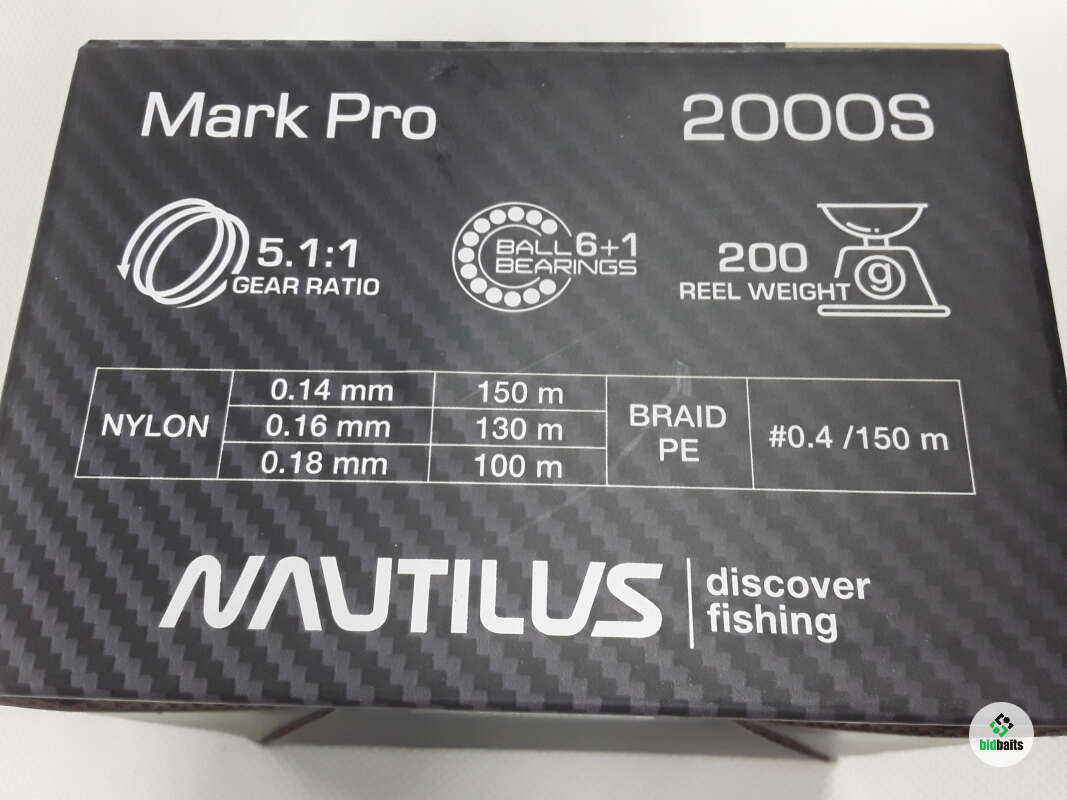 Mark Pro 2000S
5.1:1
GEAR RATIO
BALL 6+1
BEARINGS
200 g
REEL WEIGHT
NYLON
0.14 mm 150 m
0.16 mm 130 m
0.18 mm 100 m
BRAID
PE
#0.4 /150 m
NAUTILUS
discover
fishing
bidbaits